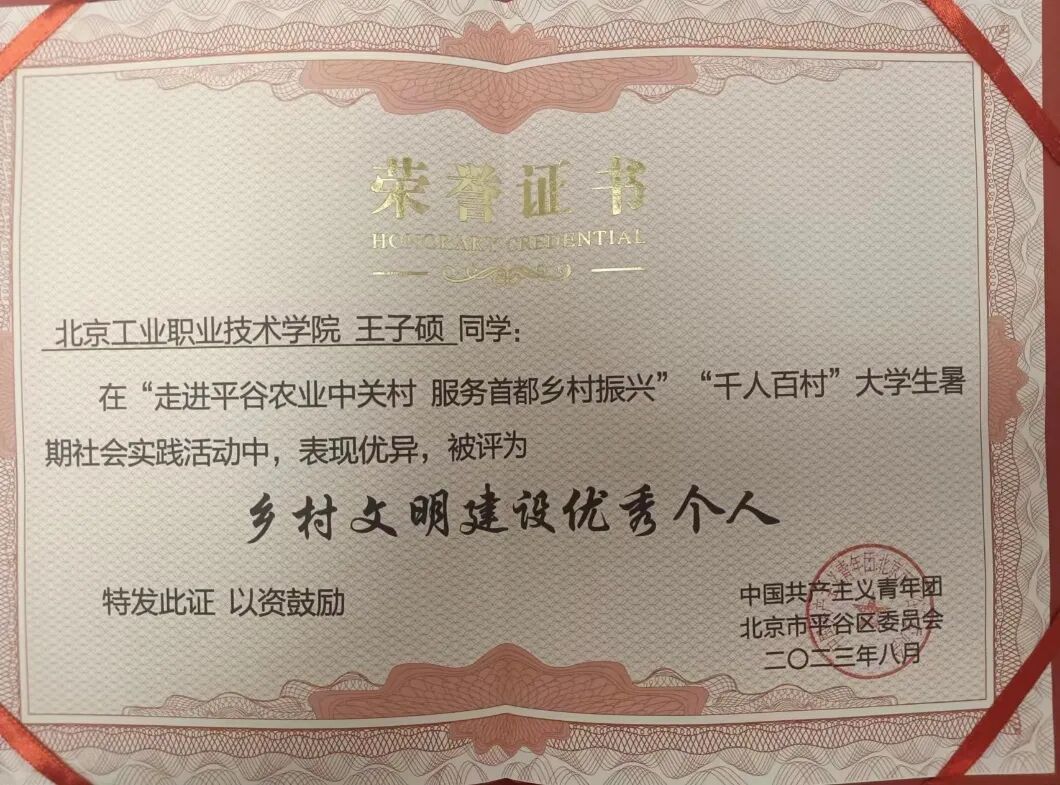 荣誉证书
HONORARY CREDENTIAL
北京工业职业技术学院 王子硕 同学：
在“走进平谷农业中关村 服务首都乡村振兴”“千人百村”大学生暑
期社会实践活动中，表现优异，被评为
乡村文明建设优秀个人
特发此证 以资鼓励
中国共产主义青年团
北京市平谷区委员会
二〇二三年八月